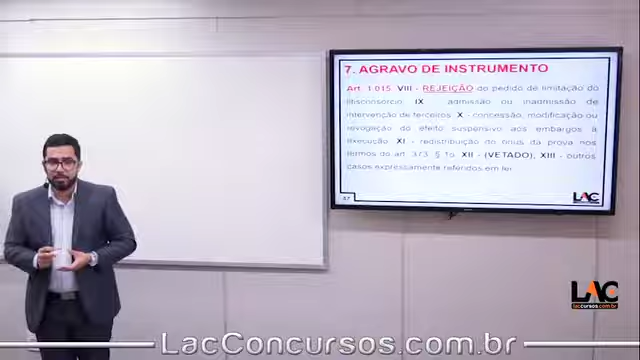 7. AGRAVO DE INSTRUMENTO
Art. 1.015. VIII - REJEIÇÃO do pedido de limitação do
litisconsórcio; IX - admissão ou inadmissão de
intervenção de terceiros; X - concessão, modificação ou
revogação do efeito suspensivo aos embargos à
execução; XI - redistribuição do ônus da prova nos
termos do art. 373, § 1o; XII - (VETADO); XIII - outros
casos expressamente referidos em lei.
LAC
LAC
lacconcursos.com.br
LacConcursos.com.br